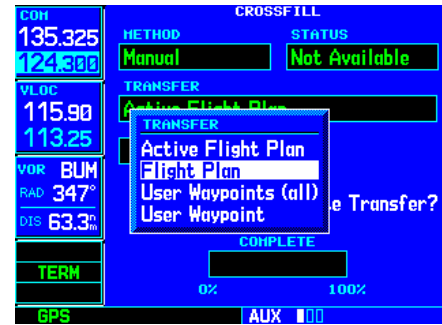 COM
135.325
124.300
VLOC
115.90
113.25
VOR BUM
RAD 347°
DIS 63.3nm
TERM
GPS
CROSSFILL
METHOD STATUS
Manual Not Available
TRANSFER
Active Flight Plan
TRANSFER
Active Flight Plan
Flight Plan
User Waypoints (all)
User Waypoint
e Transfer?
COMPLETE
0% 100%
AUX